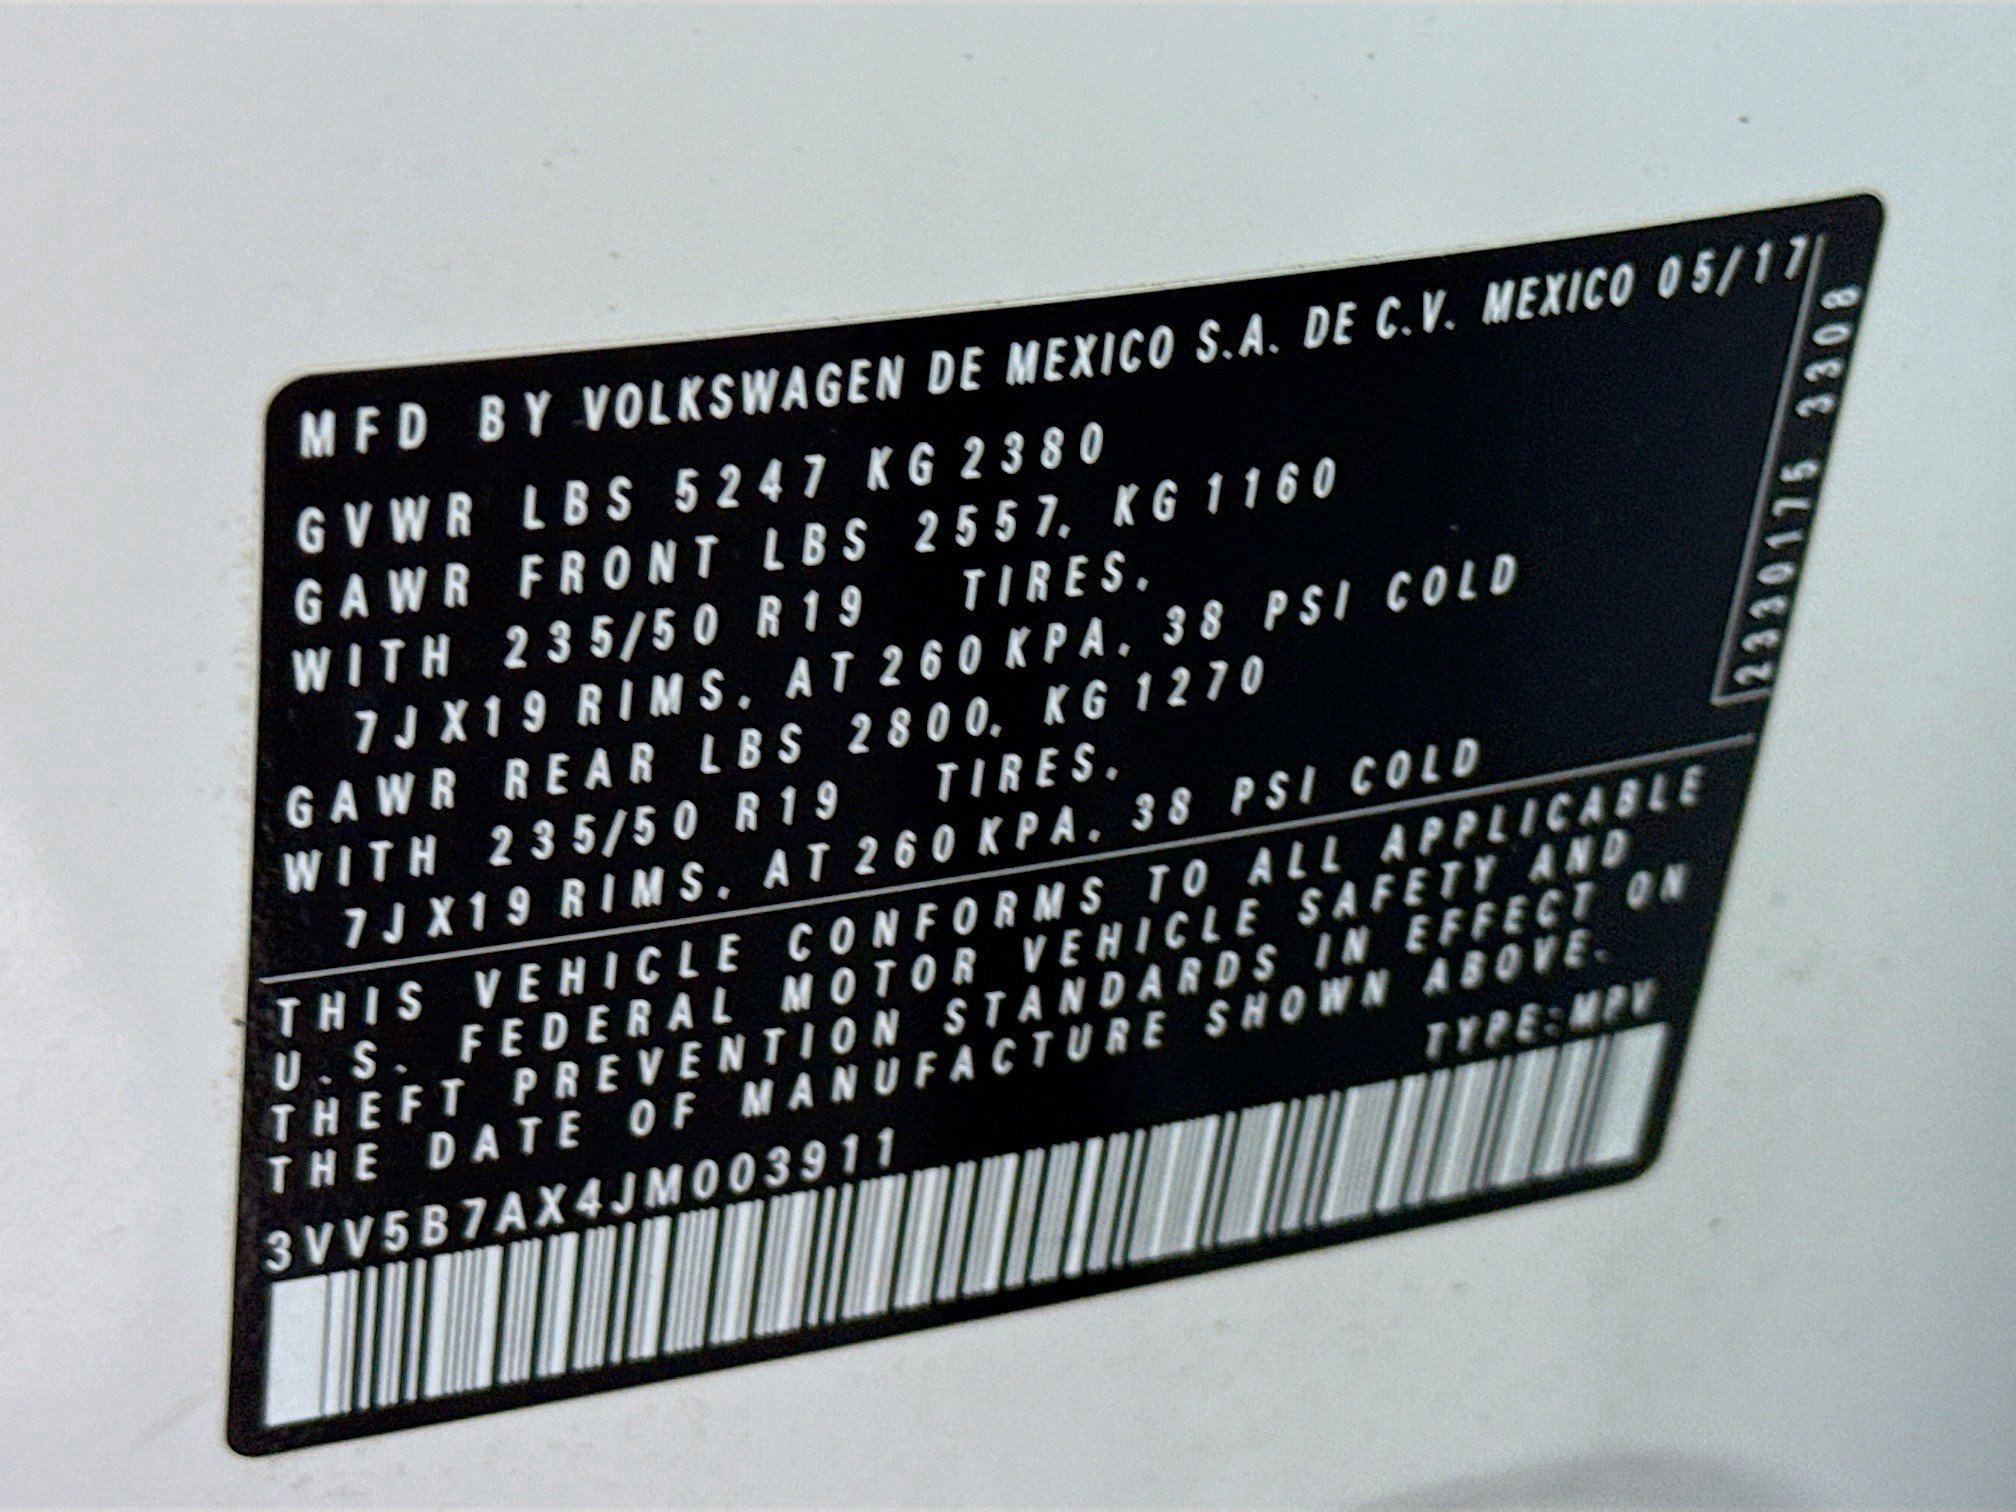 MFD BY VOLKSWAGEN DE MEXICO S.A. DE C.V. MEXICO 05/17
GVWR LBS 5247 KG 2380
GAWR FRONT LBS 2557, KG 1160
WITH 235/50 R19 TIRES,
7JX19 RIMS, AT 260 KPA, 38 PSI COLD
GAWR REAR LBS 2800, KG 1270
WITH 235/50 R19 TIRES,
7JX19 RIMS, AT 260 KPA, 38 PSI COLD
2330175 3308
THIS VEHICLE CONFORMS TO ALL APPLICABLE
U.S. FEDERAL MOTOR VEHICLE SAFETY AND
THEFT PREVENTION STANDARDS IN EFFECT ON
THE DATE OF MANUFACTURE SHOWN ABOVE.
TYPE:MPV
3VV5B7AX4JM003911